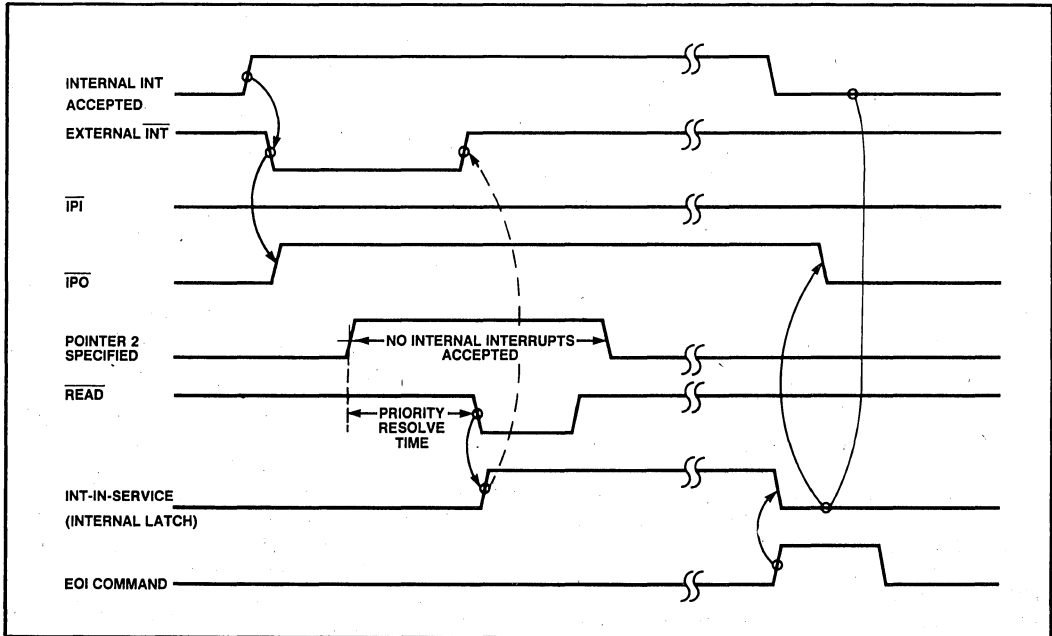 INTERNAL INT
ACCEPTED
EXTERNAL INT
IPI
IPO
POINTER 2
SPECIFIED
NO INTERNAL INTERRUPTS
ACCEPTED
READ
PRIORITY
RESOLVE
TIME
INT-IN-SERVICE
(INTERNAL LATCH)
EOI COMMAND